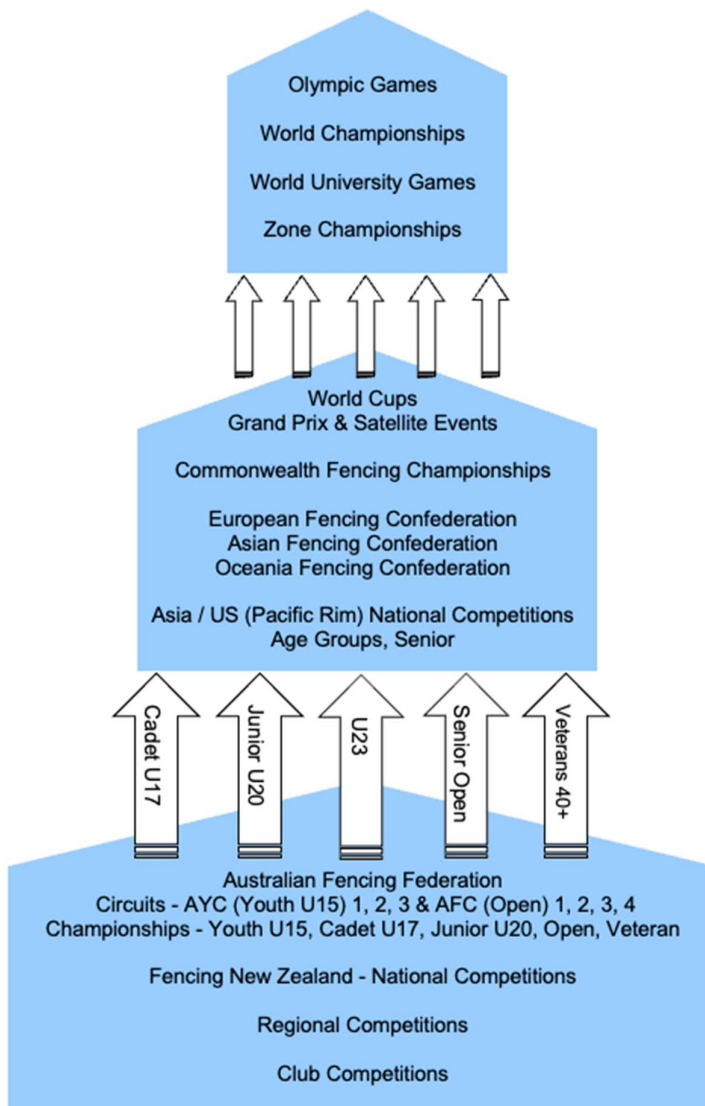 Olympic Games
World Championships
World University Games
Zone Championships
World Cups
Grand Prix & Satellite Events
Commonwealth Fencing Championships
European Fencing Confederation
Asian Fencing Confederation
Oceania Fencing Confederation
Asia / US (Pacific Rim) National Competitions
Age Groups, Senior
Cadet U17
Junior U20
U23
Senior Open
Veterans 40+
Australian Fencing Federation
Circuits - AYC (Youth U15) 1, 2, 3 & AFC (Open) 1, 2, 3, 4
Championships - Youth U15, Cadet U17, Junior U20, Open, Veteran
Fencing New Zealand - National Competitions
Regional Competitions
Club Competitions